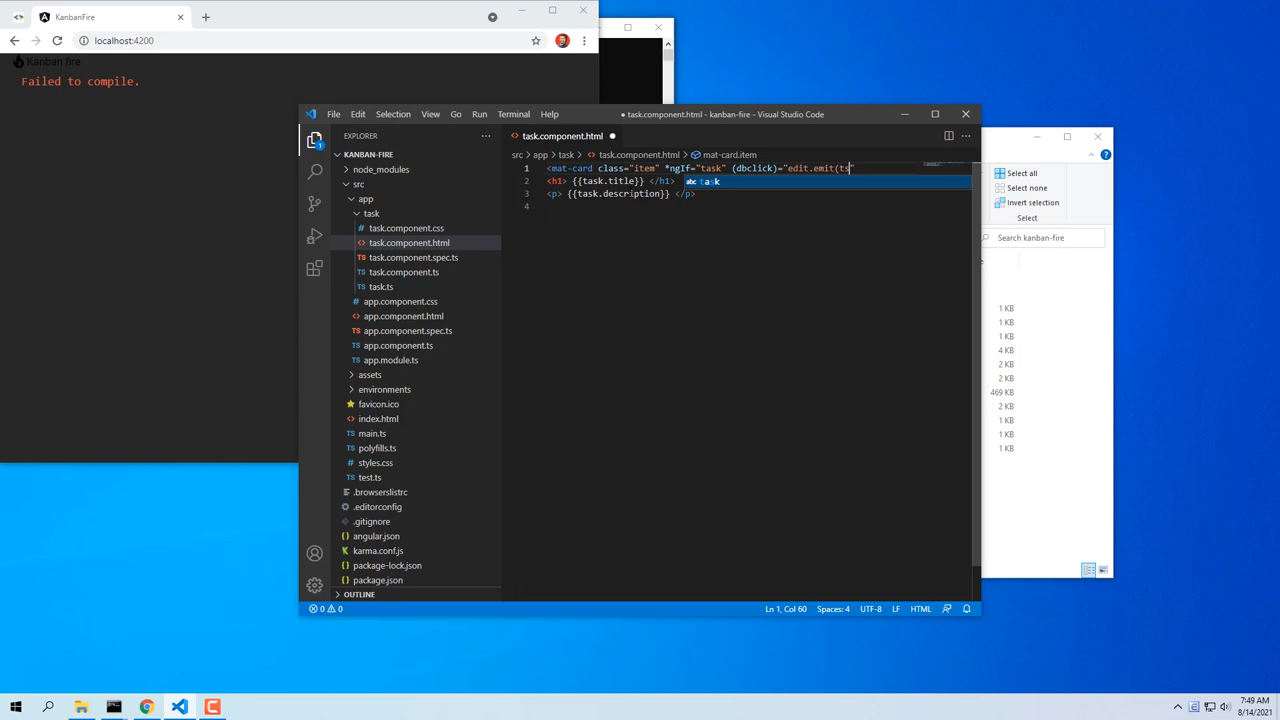 KanbanFire
localhost:4200
Kanban fire
Failed to compile.
File Edit Selection View Go Run Terminal Help
● task.component.html - kanban-fire - Visual Studio Code
EXPLORER
task.component.html
KANBAN-FIRE
src > app > task > task.component.html > mat-card.item
node_modules
src
app
task
task.component.css
task.component.html
task.component.spec.ts
task.component.ts
task.ts
app.component.css
app.component.html
app.component.spec.ts
app.component.ts
app.module.ts
assets
environments
favicon.ico
index.html
main.ts
polyfills.ts
styles.css
test.ts
.browserslistrc
.editorconfig
.gitignore
angular.json
karma.conf.js
package-lock.json
package.json
OUTLINE
1 <mat-card class="item" *ngIf="task" (dbclick)="edit.emit(ts"
2 <h1> {{task.title}} </h1>
abc task
3 <p> {{task.description}} </p>
4
0 0
Ln 1, Col 60 Spaces: 4 UTF-8 LF HTML
Select all
Select none
Invert selection
Select
Search kanban-fire
1 KB
1 KB
1 KB
4 KB
2 KB
2 KB
469 KB
2 KB
1 KB
1 KB
1 KB
7:49 AM
8/14/2021